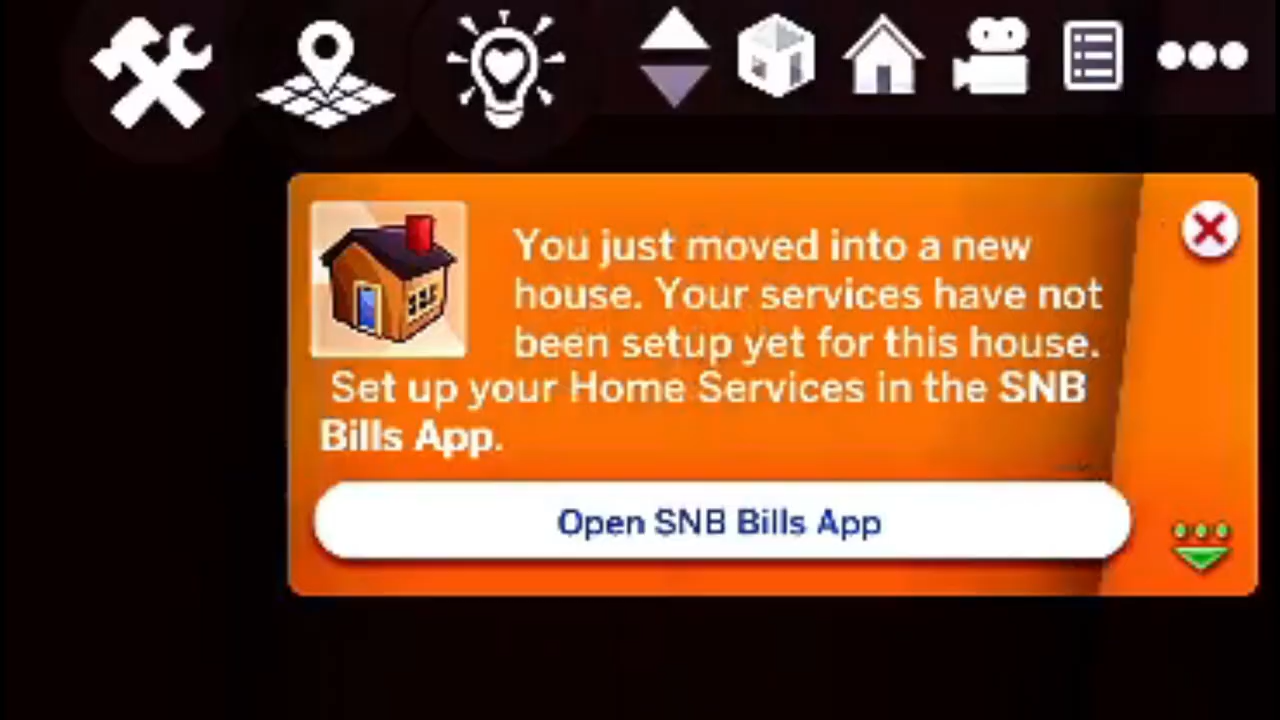 You just moved into a new
house. Your services have not
been setup yet for this house.
Set up your Home Services in the SNB
Bills App.
Open SNB Bills App